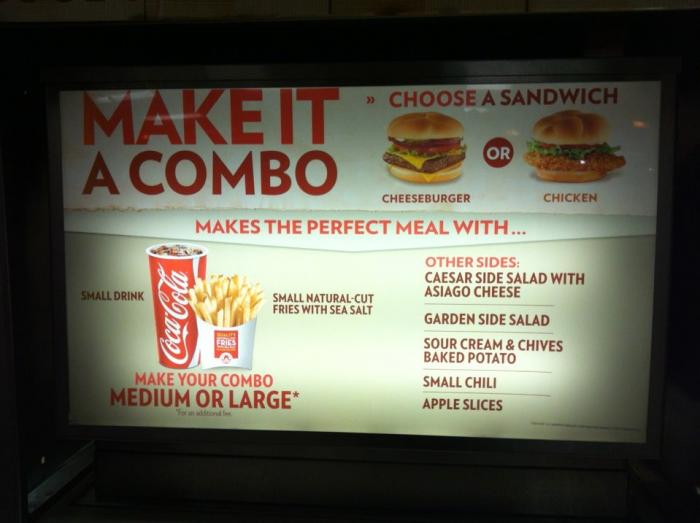 MAKE IT
A COMBO
» CHOOSE A SANDWICH
OR
CHEESEBURGER
CHICKEN
MAKES THE PERFECT MEAL WITH...
SMALL DRINK
Coca-Cola
FRIES
SMALL NATURAL-CUT
FRIES WITH SEA SALT
MAKE YOUR COMBO
MEDIUM OR LARGE*
*For an additional fee.
OTHER SIDES:
CAESAR SIDE SALAD WITH
ASIAGO CHEESE
GARDEN SIDE SALAD
SOUR CREAM & CHIVES
BAKED POTATO
SMALL CHILI
APPLE SLICES